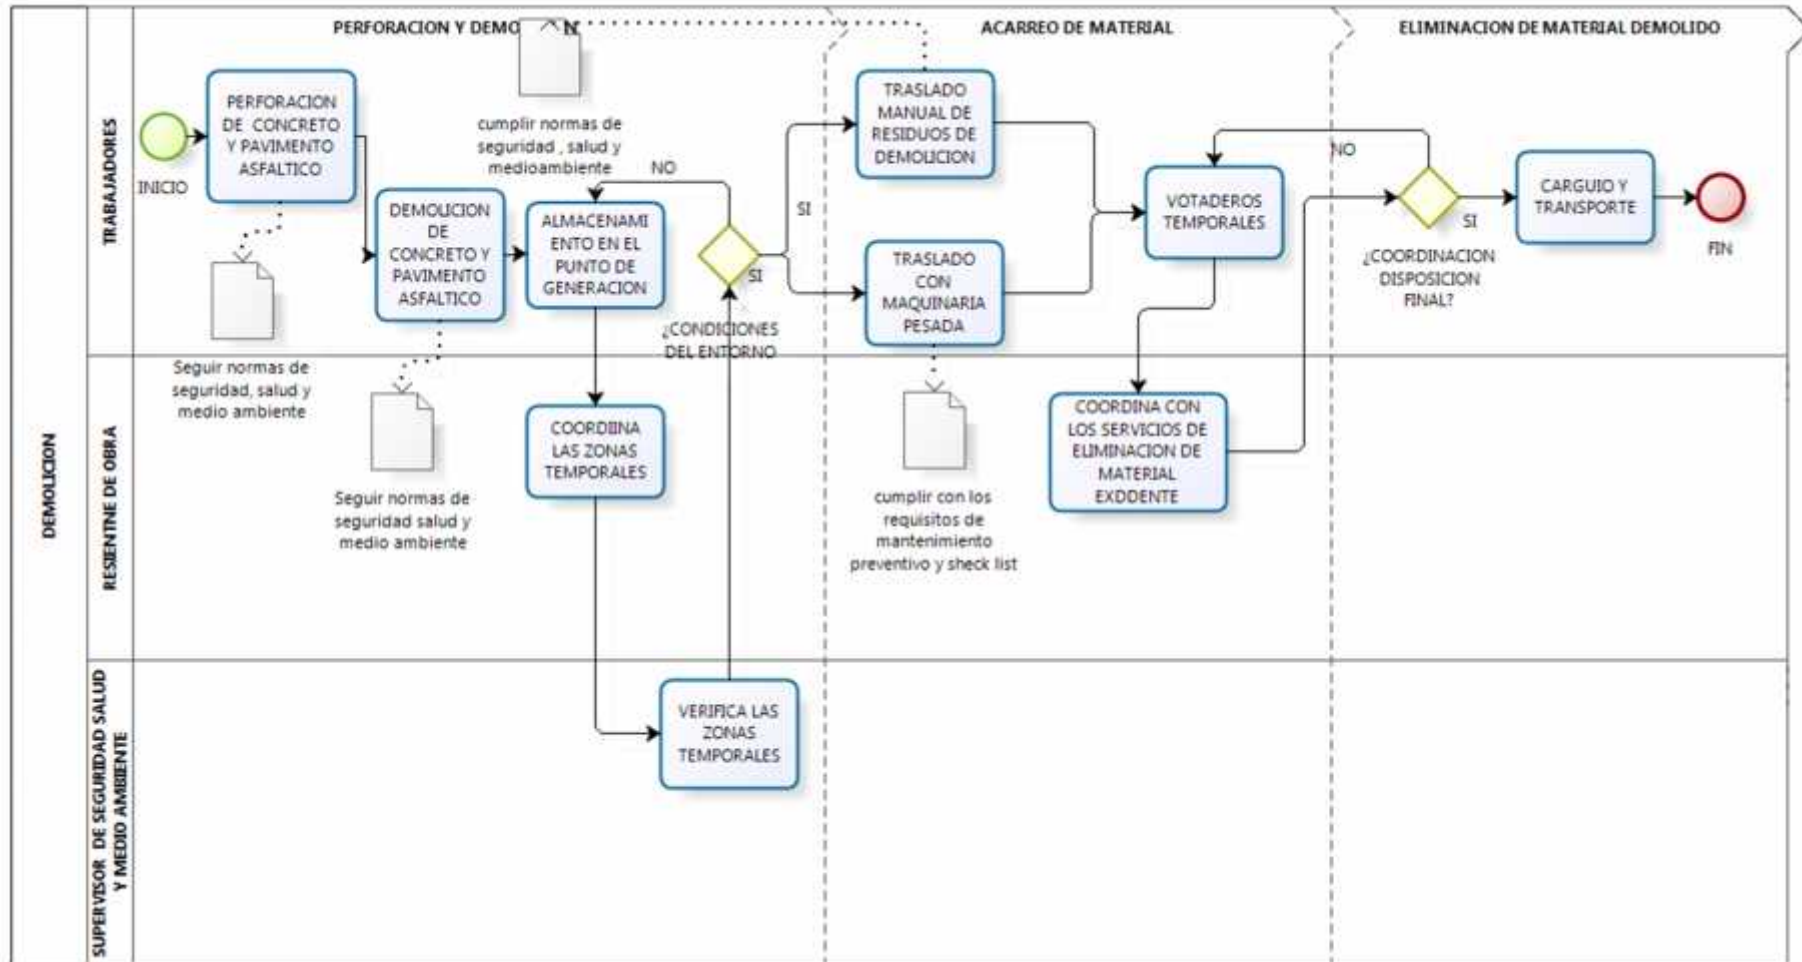 PERFORACION Y DEMO
N
ACARREO DE MATERIAL
ELIMINACION DE MATERIAL DEMOLIDO
DEMOLICION
TRABAJADORES
INICIO
PERFORACION
DE CONCRETO
Y PAVIMENTO
ASFALTICO
Seguir normas de
seguridad, salud y
medio ambiente
DEMOLICION
DE
CONCRETO Y
PAVIMENTO
ASFALTICO
Seguir normas de
seguridad salud y
medio ambiente
cumplir normas de
seguridad , salud y
medioambiente
ALMACENAMI
ENTO EN EL
PUNTO DE
GENERACION
NO
SI
SI
¿CONDICIONES
DEL ENTORNO
TRASLADO
MANUAL DE
RESIDUOS DE
DEMOLICION
TRASLADO
CON
MAQUINARIA
PESADA
VOTADEROS
TEMPORALES
NO
SI
¿COORDINACION
DISPOSICION
FINAL?
CARGUIO Y
TRANSPORTE
FIN
RESIENTNE DE OBRA
COORDIINA
LAS ZONAS
TEMPORALES
cumplir con los
requisitos de
mantenimiento
preventivo y sheck list
COORDINA CON
LOS SERVICIOS DE
ELIMINACION DE
MATERIAL
EXDDENTE
SUPERVISOR DE SEGURIDAD SALUD
Y MEDIO AMBIENTE
VERIFICA LAS
ZONAS
TEMPORALES